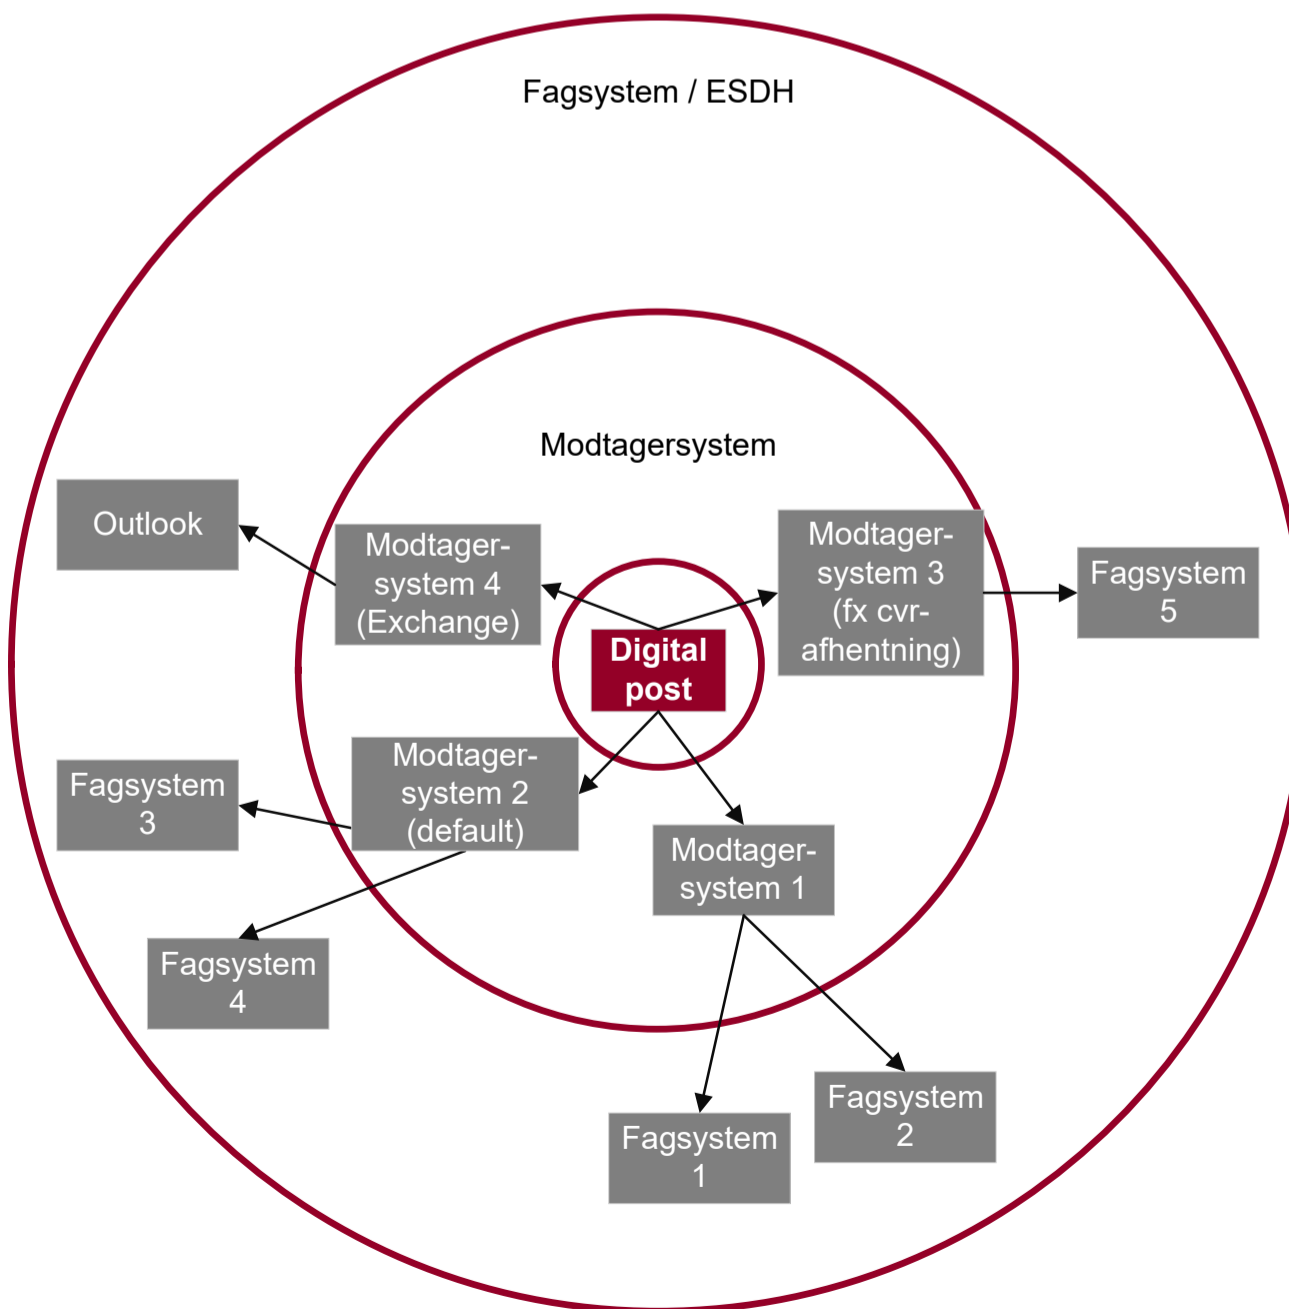 Fagsystem / ESDH
Modtagersystem
Outlook
Modtager-
system 4
(Exchange)
Modtager-
system 3
(fx cvr-
afhentning)
Fagsystem
5
Digital
post
Modtager-
system 2
(default)
Fagsystem
3
Modtager-
system 1
Fagsystem
4
Fagsystem
2
Fagsystem
1